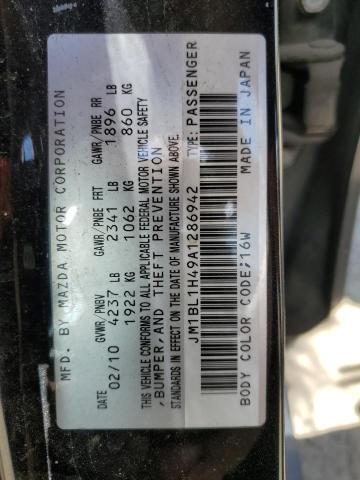 MFD. BY MAZDA MOTOR CORPORATION
GVWR/PNBV GAWR/PNBE FRT GAWR/PNBE RR
DATE 4237 LB 2341 LB 1896 LB
02/10 1922 KG 1062 KG 860 KG
THIS VEHICLE CONFORMS TO ALL APPLICABLE FEDERAL MOTOR VEHICLE SAFETY
,BUMPER,AND THEFT PREVENTION
STANDARDS IN EFFECT ON THE DATE OF MANUFACTURE SHOWN ABOVE.
JM1BL1H49A1286942 TYPE: PASSENGER
BODY COLOR CODE;16W MADE IN JAPAN